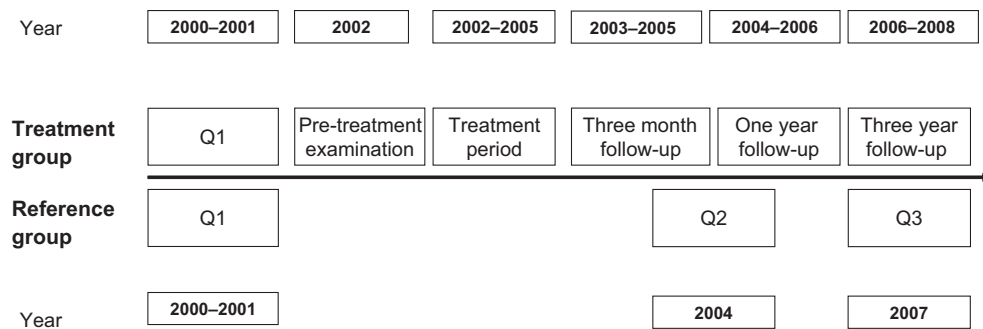 Year 2000–2001 2002 2002–2005 2003–2005 2004–2006 2006–2008
Treatment group
Q1
Pre-treatment
examination
Treatment
period
Three month
follow-up
One year
follow-up
Three year
follow-up
Reference
group
Q1
Q2
Q3
Year 2000–2001 2004 2007